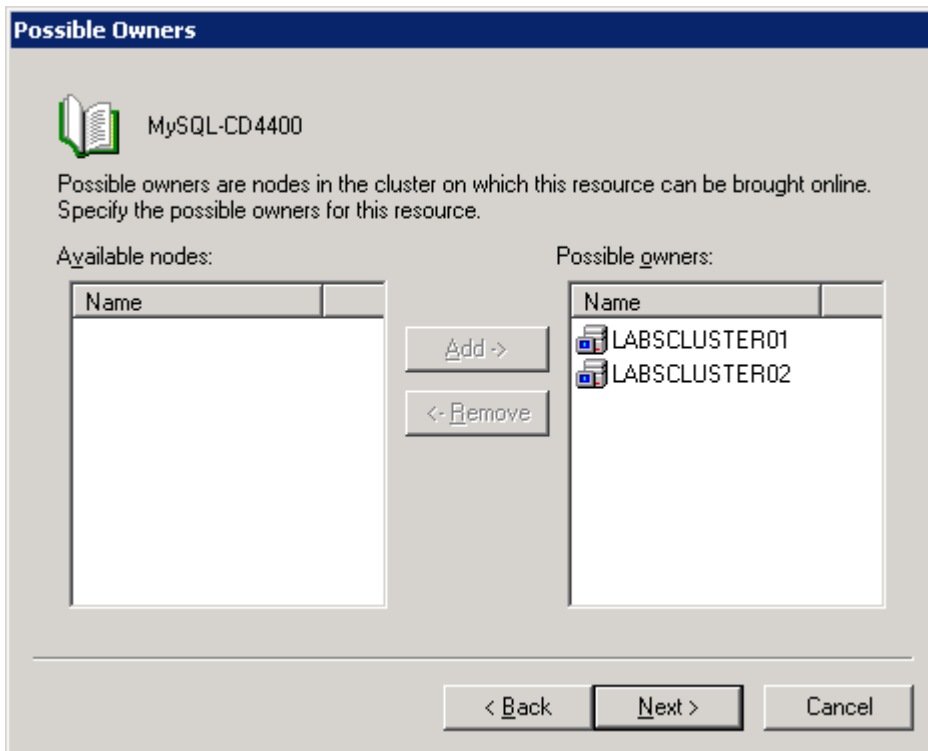 Possible Owners
MySQL-CD4400
Possible owners are nodes in the cluster on which this resource can be brought online.
Specify the possible owners for this resource.
Available nodes:
Possible owners:
Name
Name
LABSCLUSTER01
LABSCLUSTER02
Add ->
<- Remove
< Back
Next >
Cancel